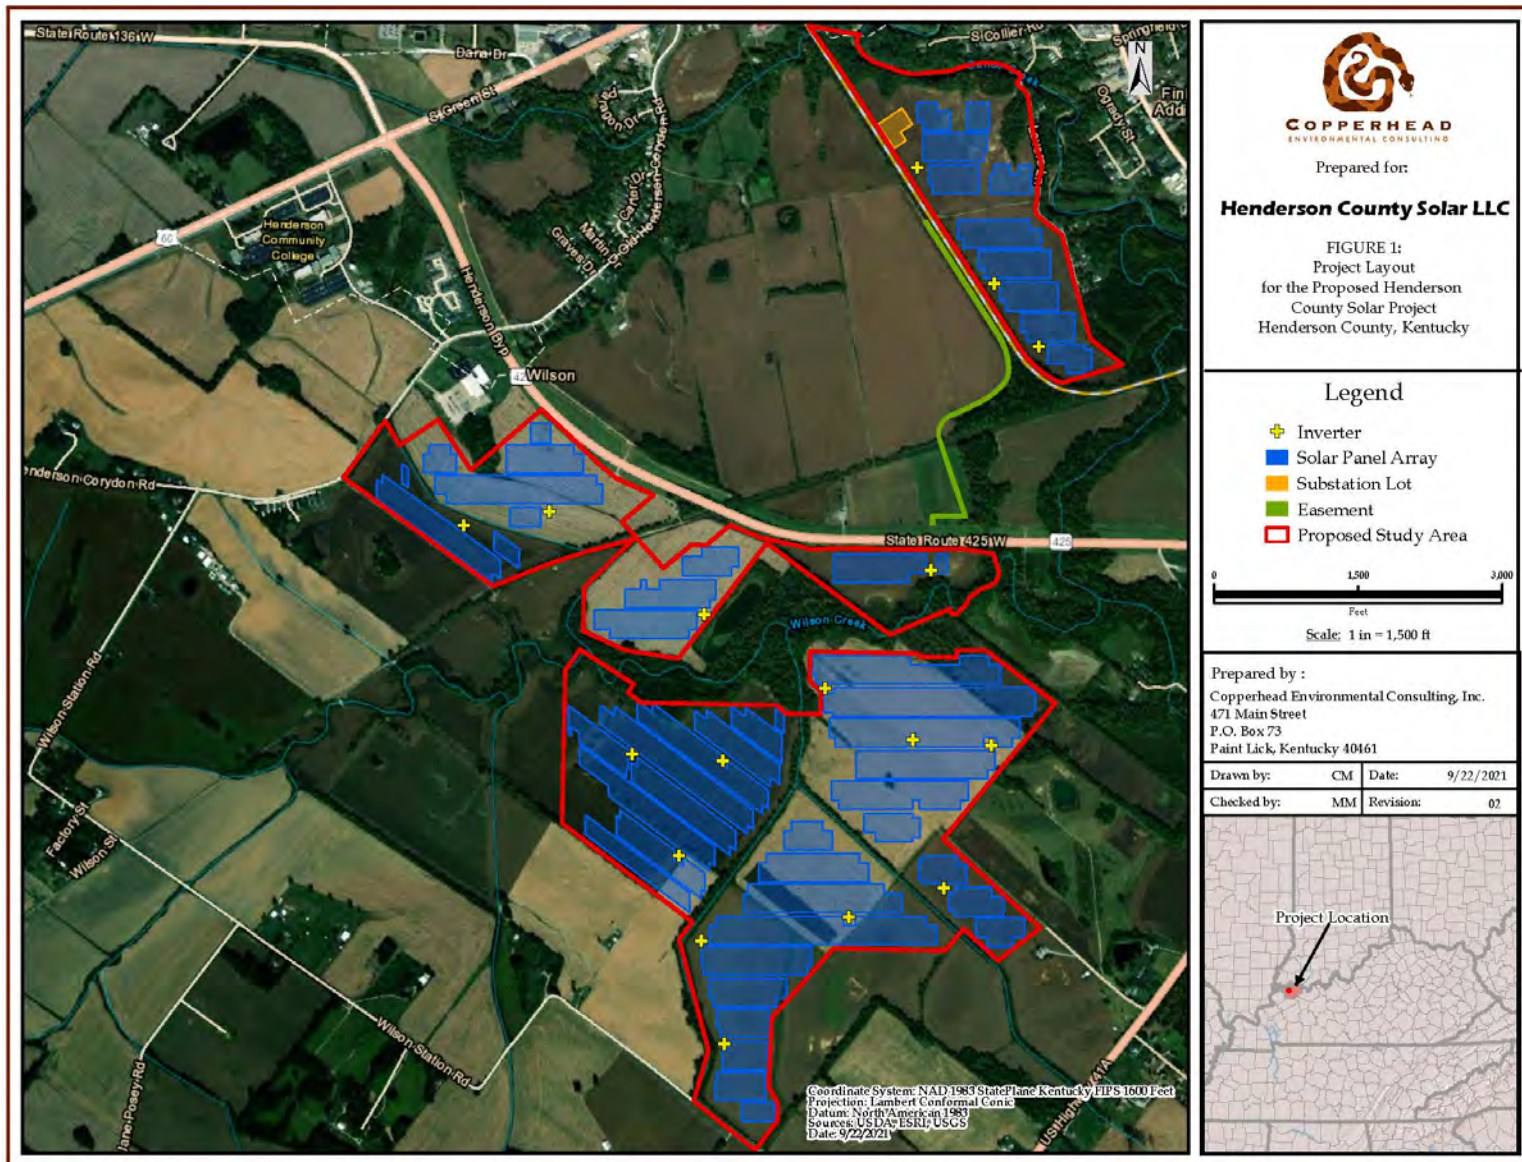 State Route 136 W
Dana Dr
S Collier Rd
Springfield
N
S Green St
Paragon Dr
Ogrady St
Fin
Addi
Old Henderson Corydon Rd
Carter Dr
Martin Dr
Graves Dr
60
Henderson
Community
College
Henderson Byp
42
Wilson
enderson Corydon Rd
State Route 425 W
425
Wilson Creek
Wilson Station Rd
Factory St
Wilson St
Wilson Station Rd
Jane Posey Rd
US Highway 41A
Coordinate System: NAD 1983 StatePlane Kentucky FIPS 1600 Feet
Projection: Lambert Conformal Conic
Datum: North American 1983
Sources: USDA, ESRI, USGS
Date: 9/22/2021
COPPERHEAD
ENVIRONMENTAL CONSULTING
Prepared for:
Henderson County Solar LLC
FIGURE 1:
Project Layout
for the Proposed Henderson
County Solar Project
Henderson County, Kentucky
Legend
Inverter
Solar Panel Array
Substation Lot
Easement
Proposed Study Area
0 1,500 3,000
Feet
Scale: 1 in = 1,500 ft
Prepared by :
Copperhead Environmental Consulting, Inc.
471 Main Street
P.O. Box 73
Paint Lick, Kentucky 40461
Drawn by: CM Date: 9/22/2021
Checked by: MM Revision: 02
Project Location